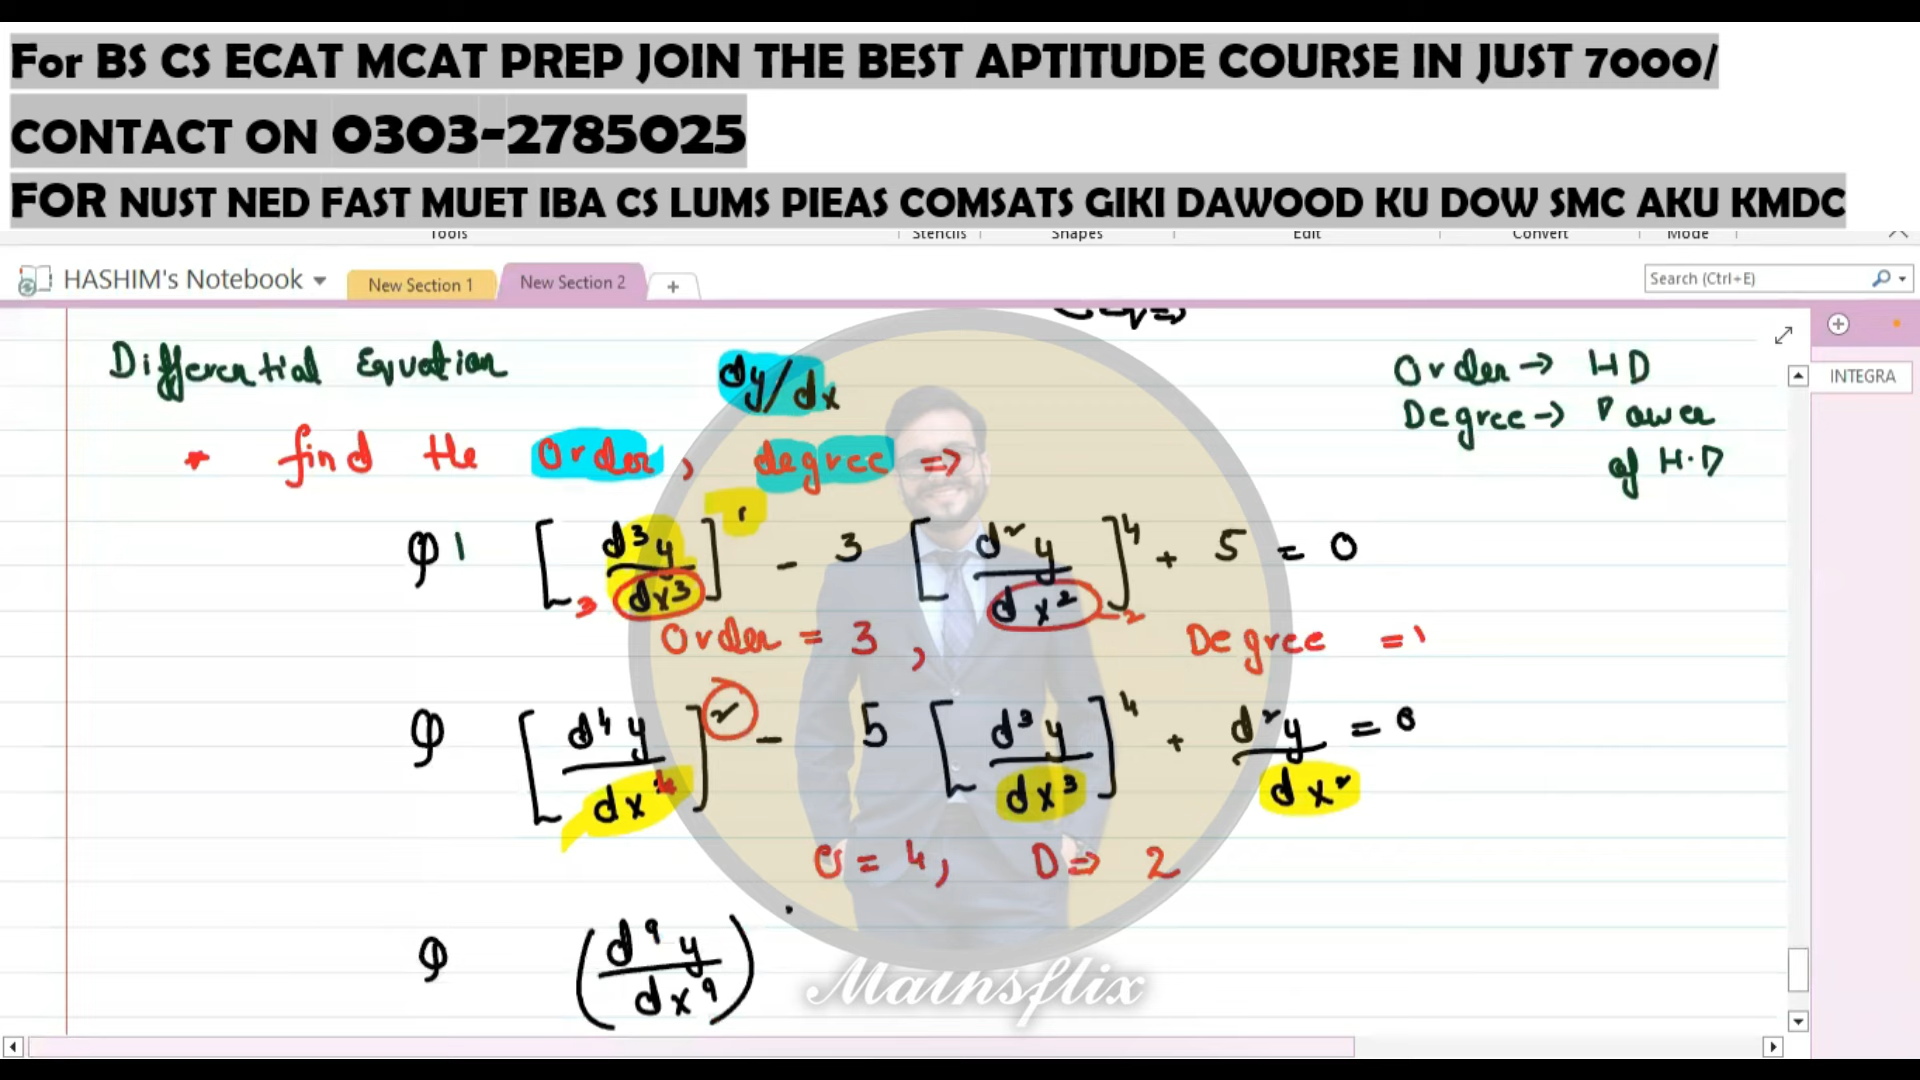 For BS CS ECAT MCAT PREP JOIN THE BEST APTITUDE COURSE IN JUST 7000/
CONTACT ON 0303-2785025
FOR NUST NED FAST MUET IBA CS LUMS PIEAS COMSATS GIKI DAWOOD KU DOW SMC AKU KMDC
Tools Stencils Shapes Edit Convert Mode
HASHIM's Notebook New Section 1 New Section 2 + Search (Ctrl+E)
INTEGRA
Differential Equation
dy/dx
Order → HD
Degree → Power
of H.D
* find the Order, degree ⇒
Q 1 [d³y/dx³]¹ - 3 [d²y/dx²]⁴ + 5 = 0
3 2
Order = 3, Degree = 1
Q [d⁴y/dx⁴]² - 5 [d³y/dx³]⁴ + d²y/dx² = 0
O = 4, D ⇒ 2
Q (d⁹y/dx⁹)
Mainsflix